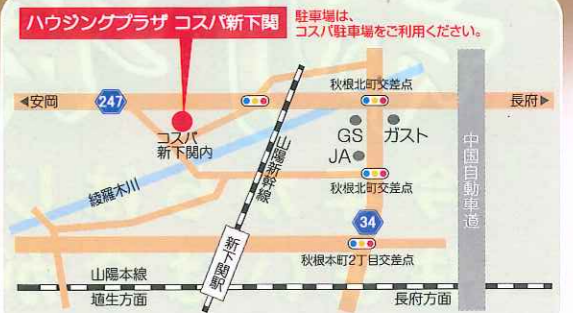 ハウジングプラザ コスパ新下関
駐車場は、
コスパ駐車場をご利用ください。
秋根北町交差点
◀安岡
247
長府▶
コスパ
新下関内
GS
ガスト
JA
山陽新幹線
中国自動車道
綾羅木川
秋根北町交差点
34
新下関駅
秋根本町2丁目交差点
山陽本線
埴生方面
長府方面